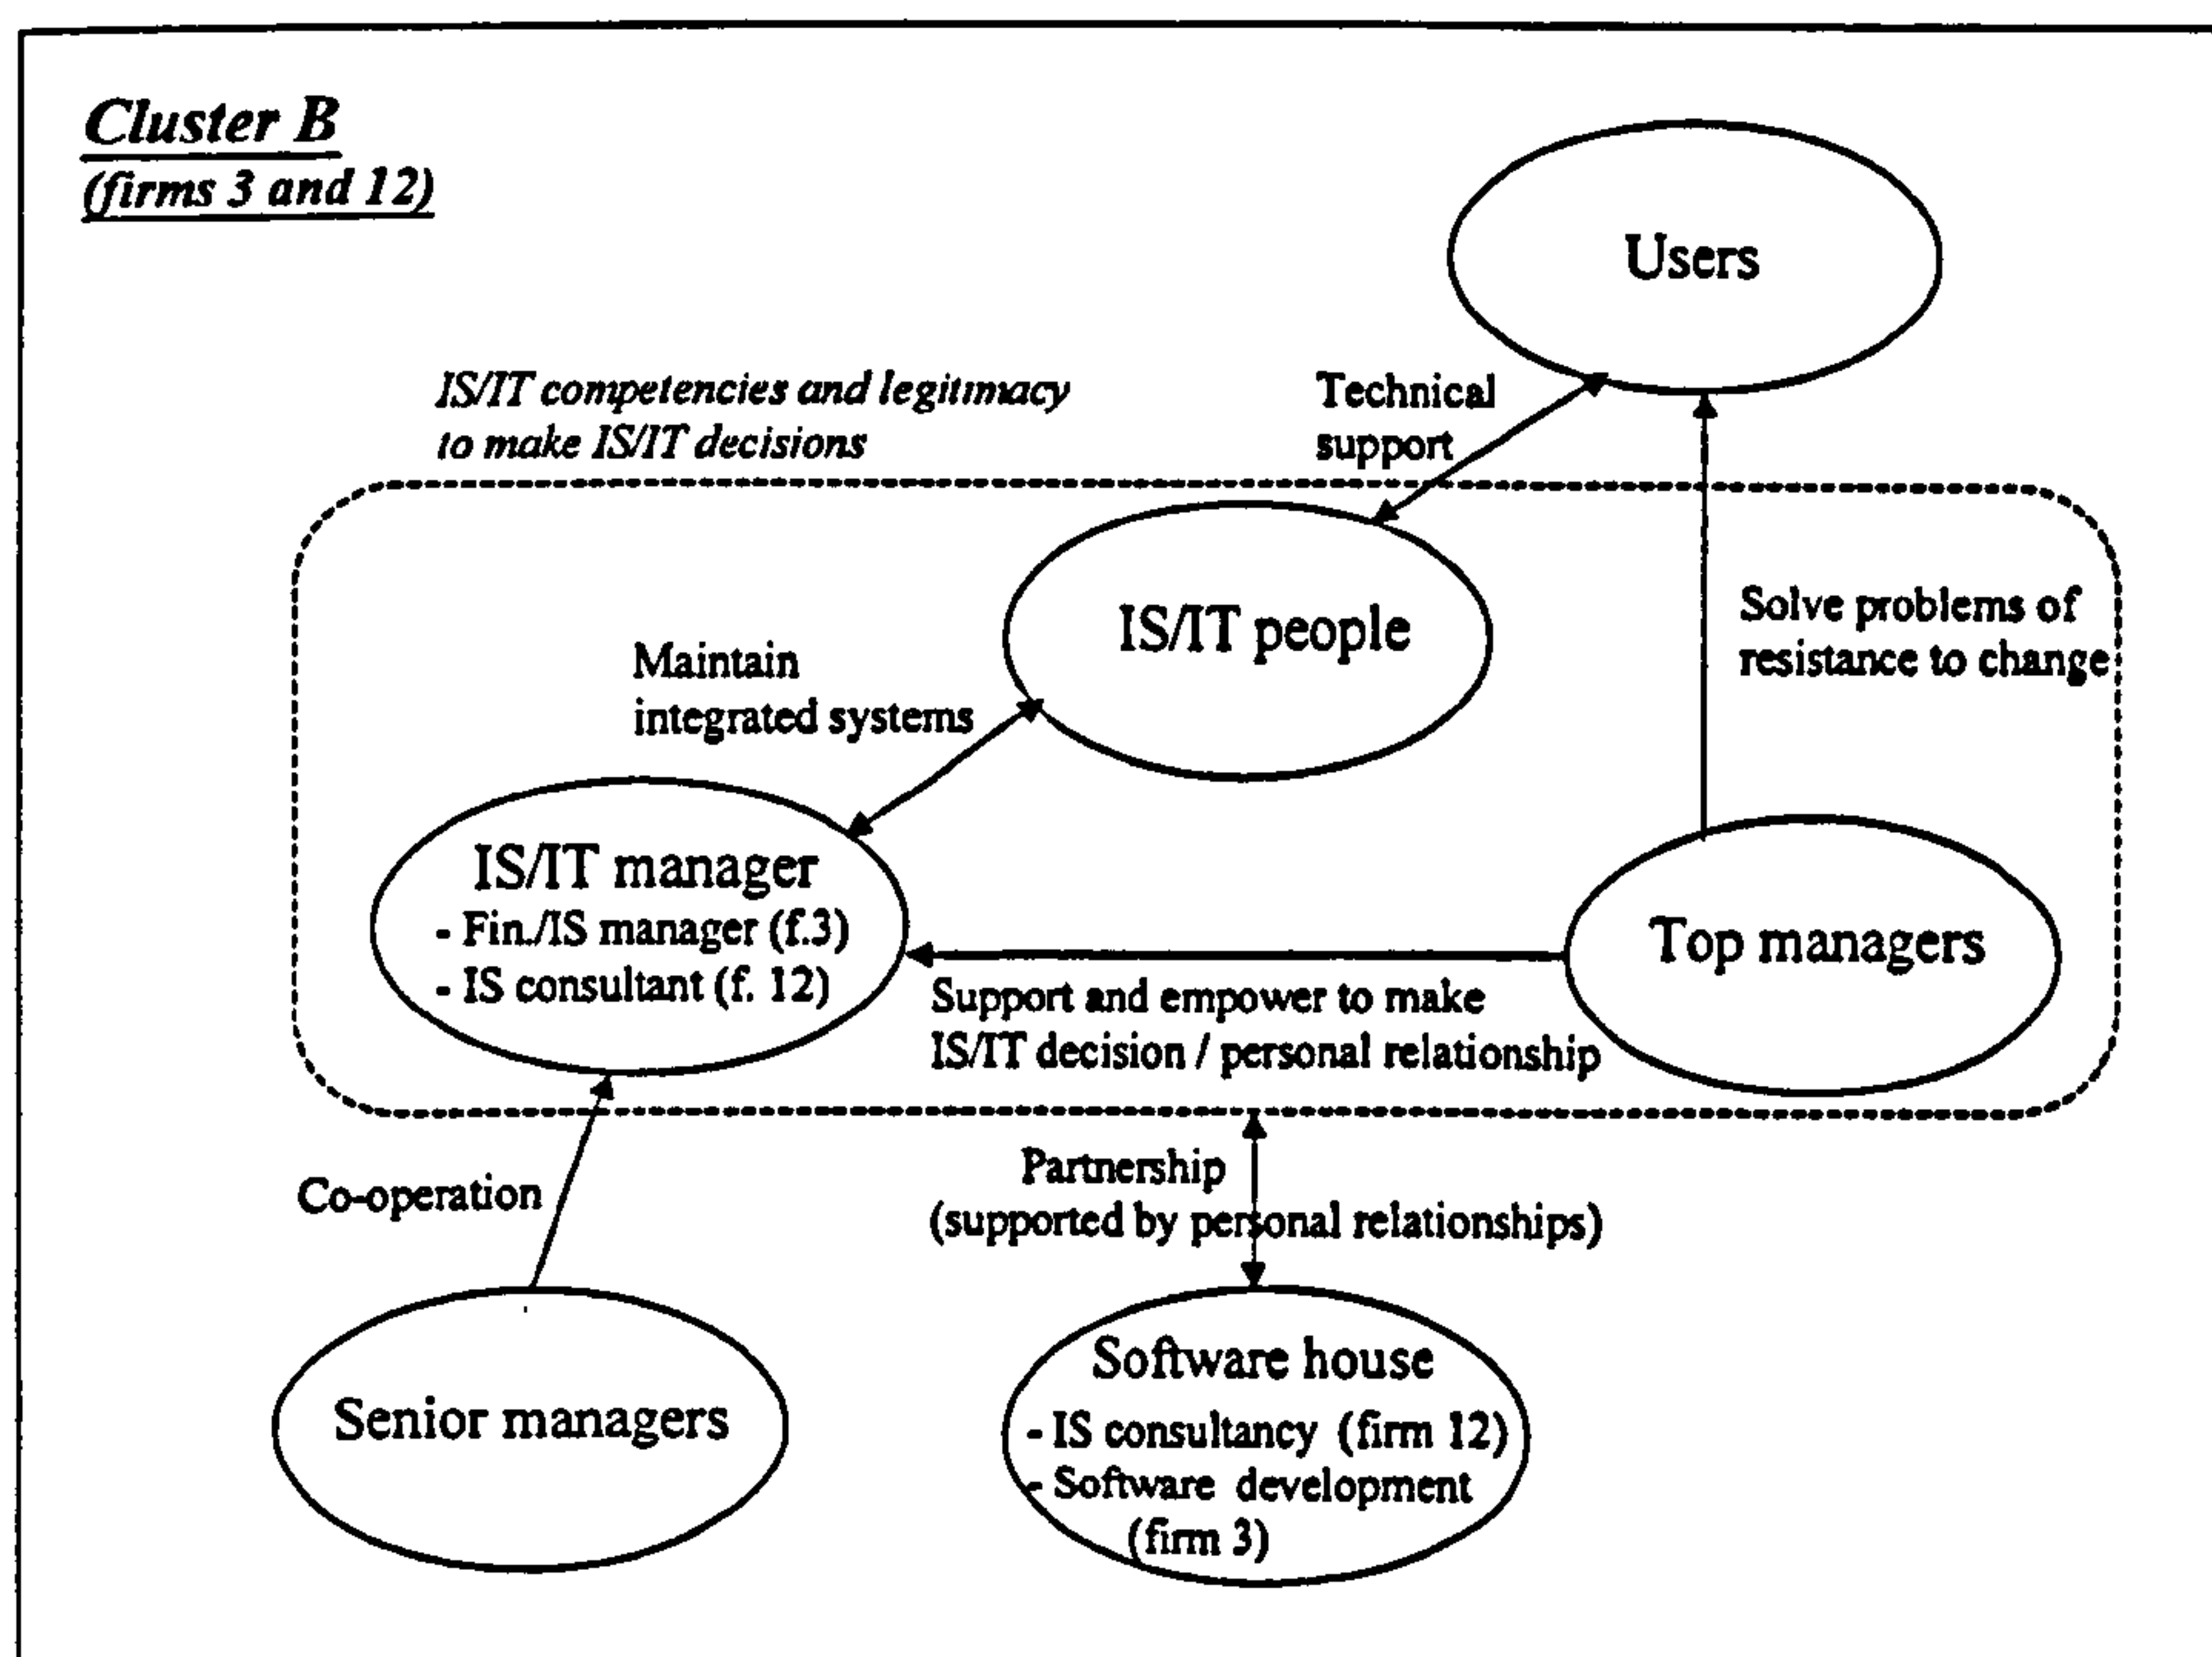 Cluster B
(firms 3 and 12)
Users
IS/IT competencies and legitimacy
to make IS/IT decisions
Technical
support
IS/IT people
Solve problems of
resistance to change
Maintain
integrated systems
IS/IT manager
- Fin./IS manager (f.3)
- IS consultant (f. 12)
Top managers
Support and empower to make
IS/IT decision / personal relationship
Co-operation
Partnership
(supported by personal relationships)
Senior managers
Software house
- IS consultancy (firm 12)
- Software development
(firm 3)